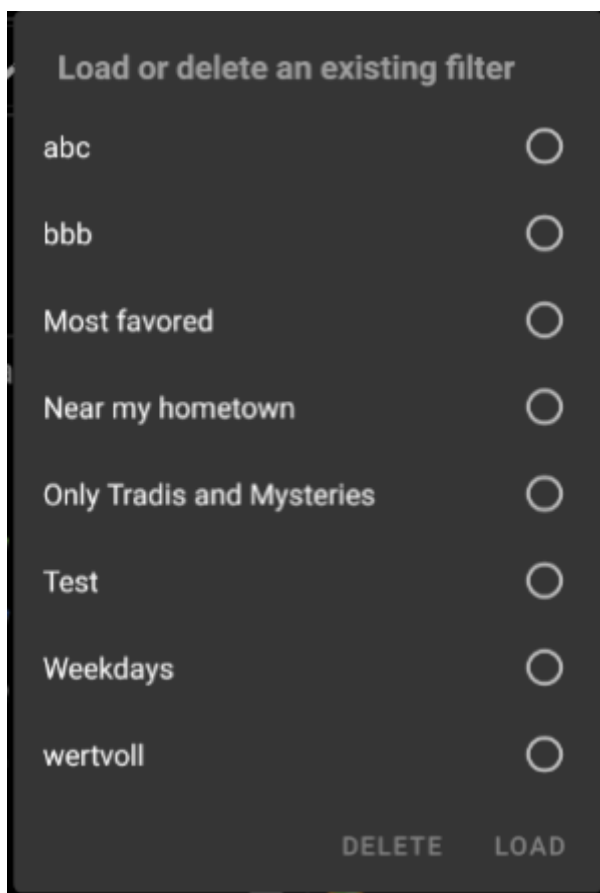 Load or delete an existing filter
abc
bbb
Most favored
Near my hometown
Only Tradis and Mysteries
Test
Weekdays
wertvoll
DELETE LOAD